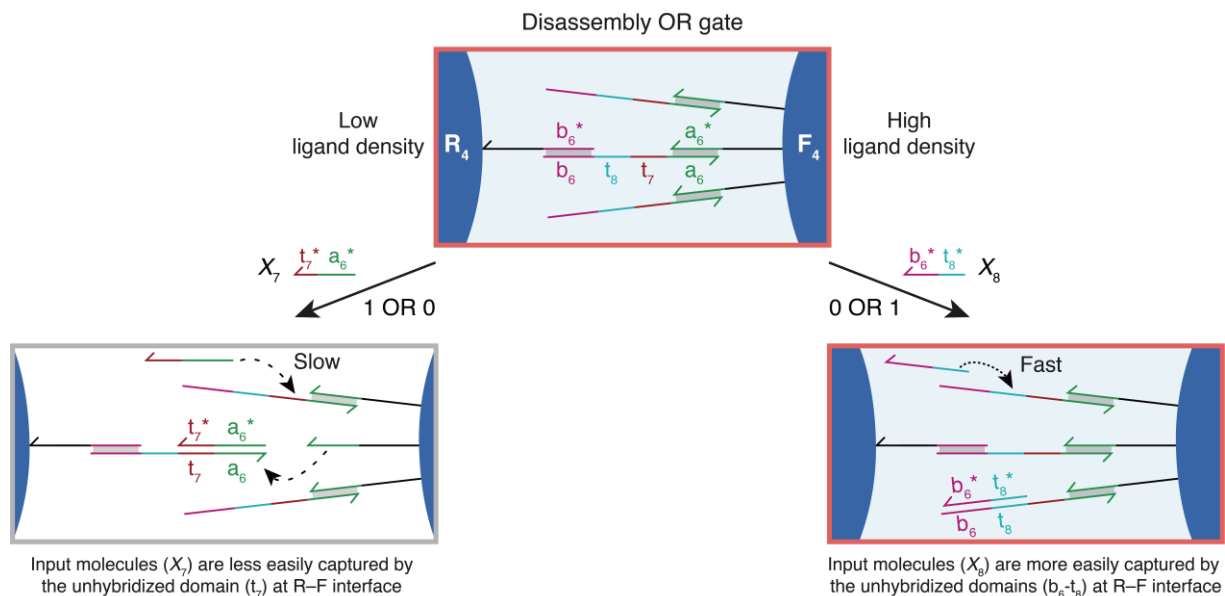 Disassembly OR gate
Low
ligand density
R₄
b₆*
a₆*
b₆
t₈
t₇
a₆
F₄
High
ligand density
X₇
t₇* a₆*
1 OR 0
b₆* t₈*
X₈
0 OR 1
Slow
t₇* a₆*
t₇ a₆
Fast
b₆* t₈*
b₆ t₈
Input molecules (X₇) are less easily captured by
the unhybridized domain (t₇) at R–F interface
Input molecules (X₈) are more easily captured by
the unhybridized domains (b₆-t₈) at R–F interface